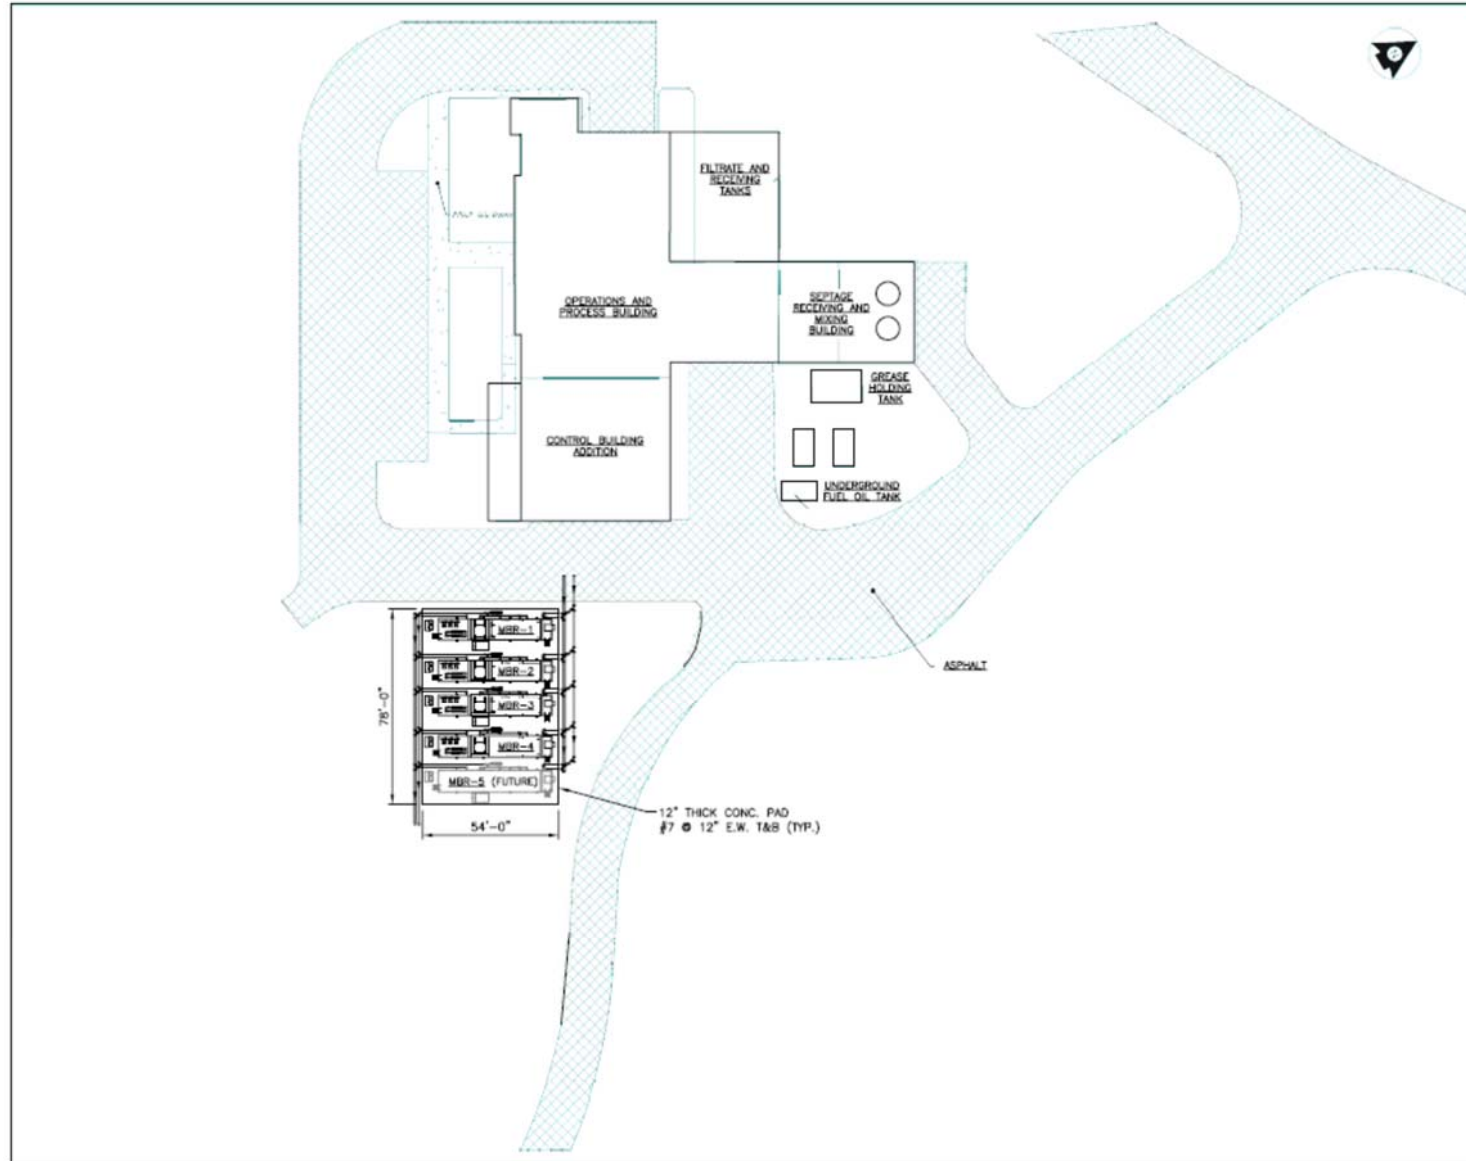 FILTRATE AND
RECEIVING
TANKS
OPERATIONS AND
PROCESS BUILDING
SEPTAGE
RECEIVING AND
MIXING
BUILDING
GREASE
HOLDING
TANK
CONTROL BUILDING
ADDITION
UNDERGROUND
FUEL OIL TANK
MBR-1
MBR-2
MBR-3
MBR-4
MBR-5 (FUTURE)
78'-0"
54'-0"
ASPHALT
12" THICK CONC. PAD
#7 @ 12" E.W. T&B (TYP.)